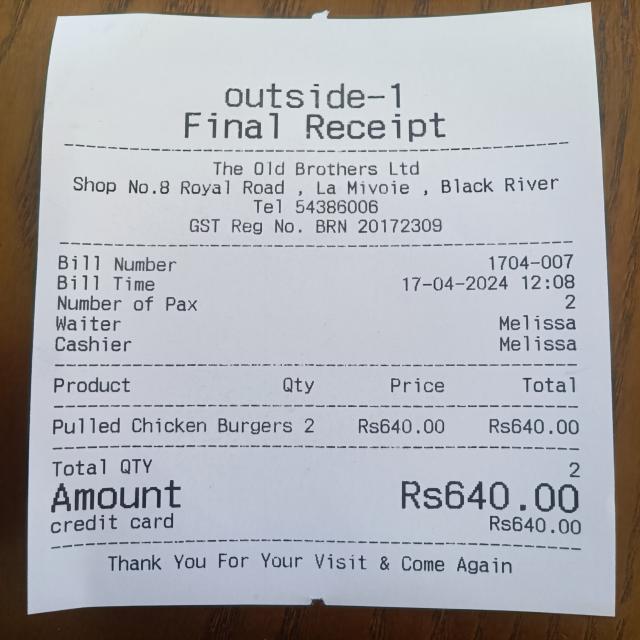 outside-1
Final Receipt
The Old Brothers Ltd
Shop No.8 Royal Road , La Mivoie , Black River
Tel 54386006
GST Reg No. BRN 20172309
Bill Number 1704-007
Bill Time 17-04-2024 12:08
Number of Pax 2
Waiter Melissa
Cashier Melissa
Product Qty Price Total
Pulled Chicken Burgers 2 Rs640.00 Rs640.00
Total QTY 2
Amount Rs640.00
credit card Rs640.00
Thank You For Your Visit & Come Again